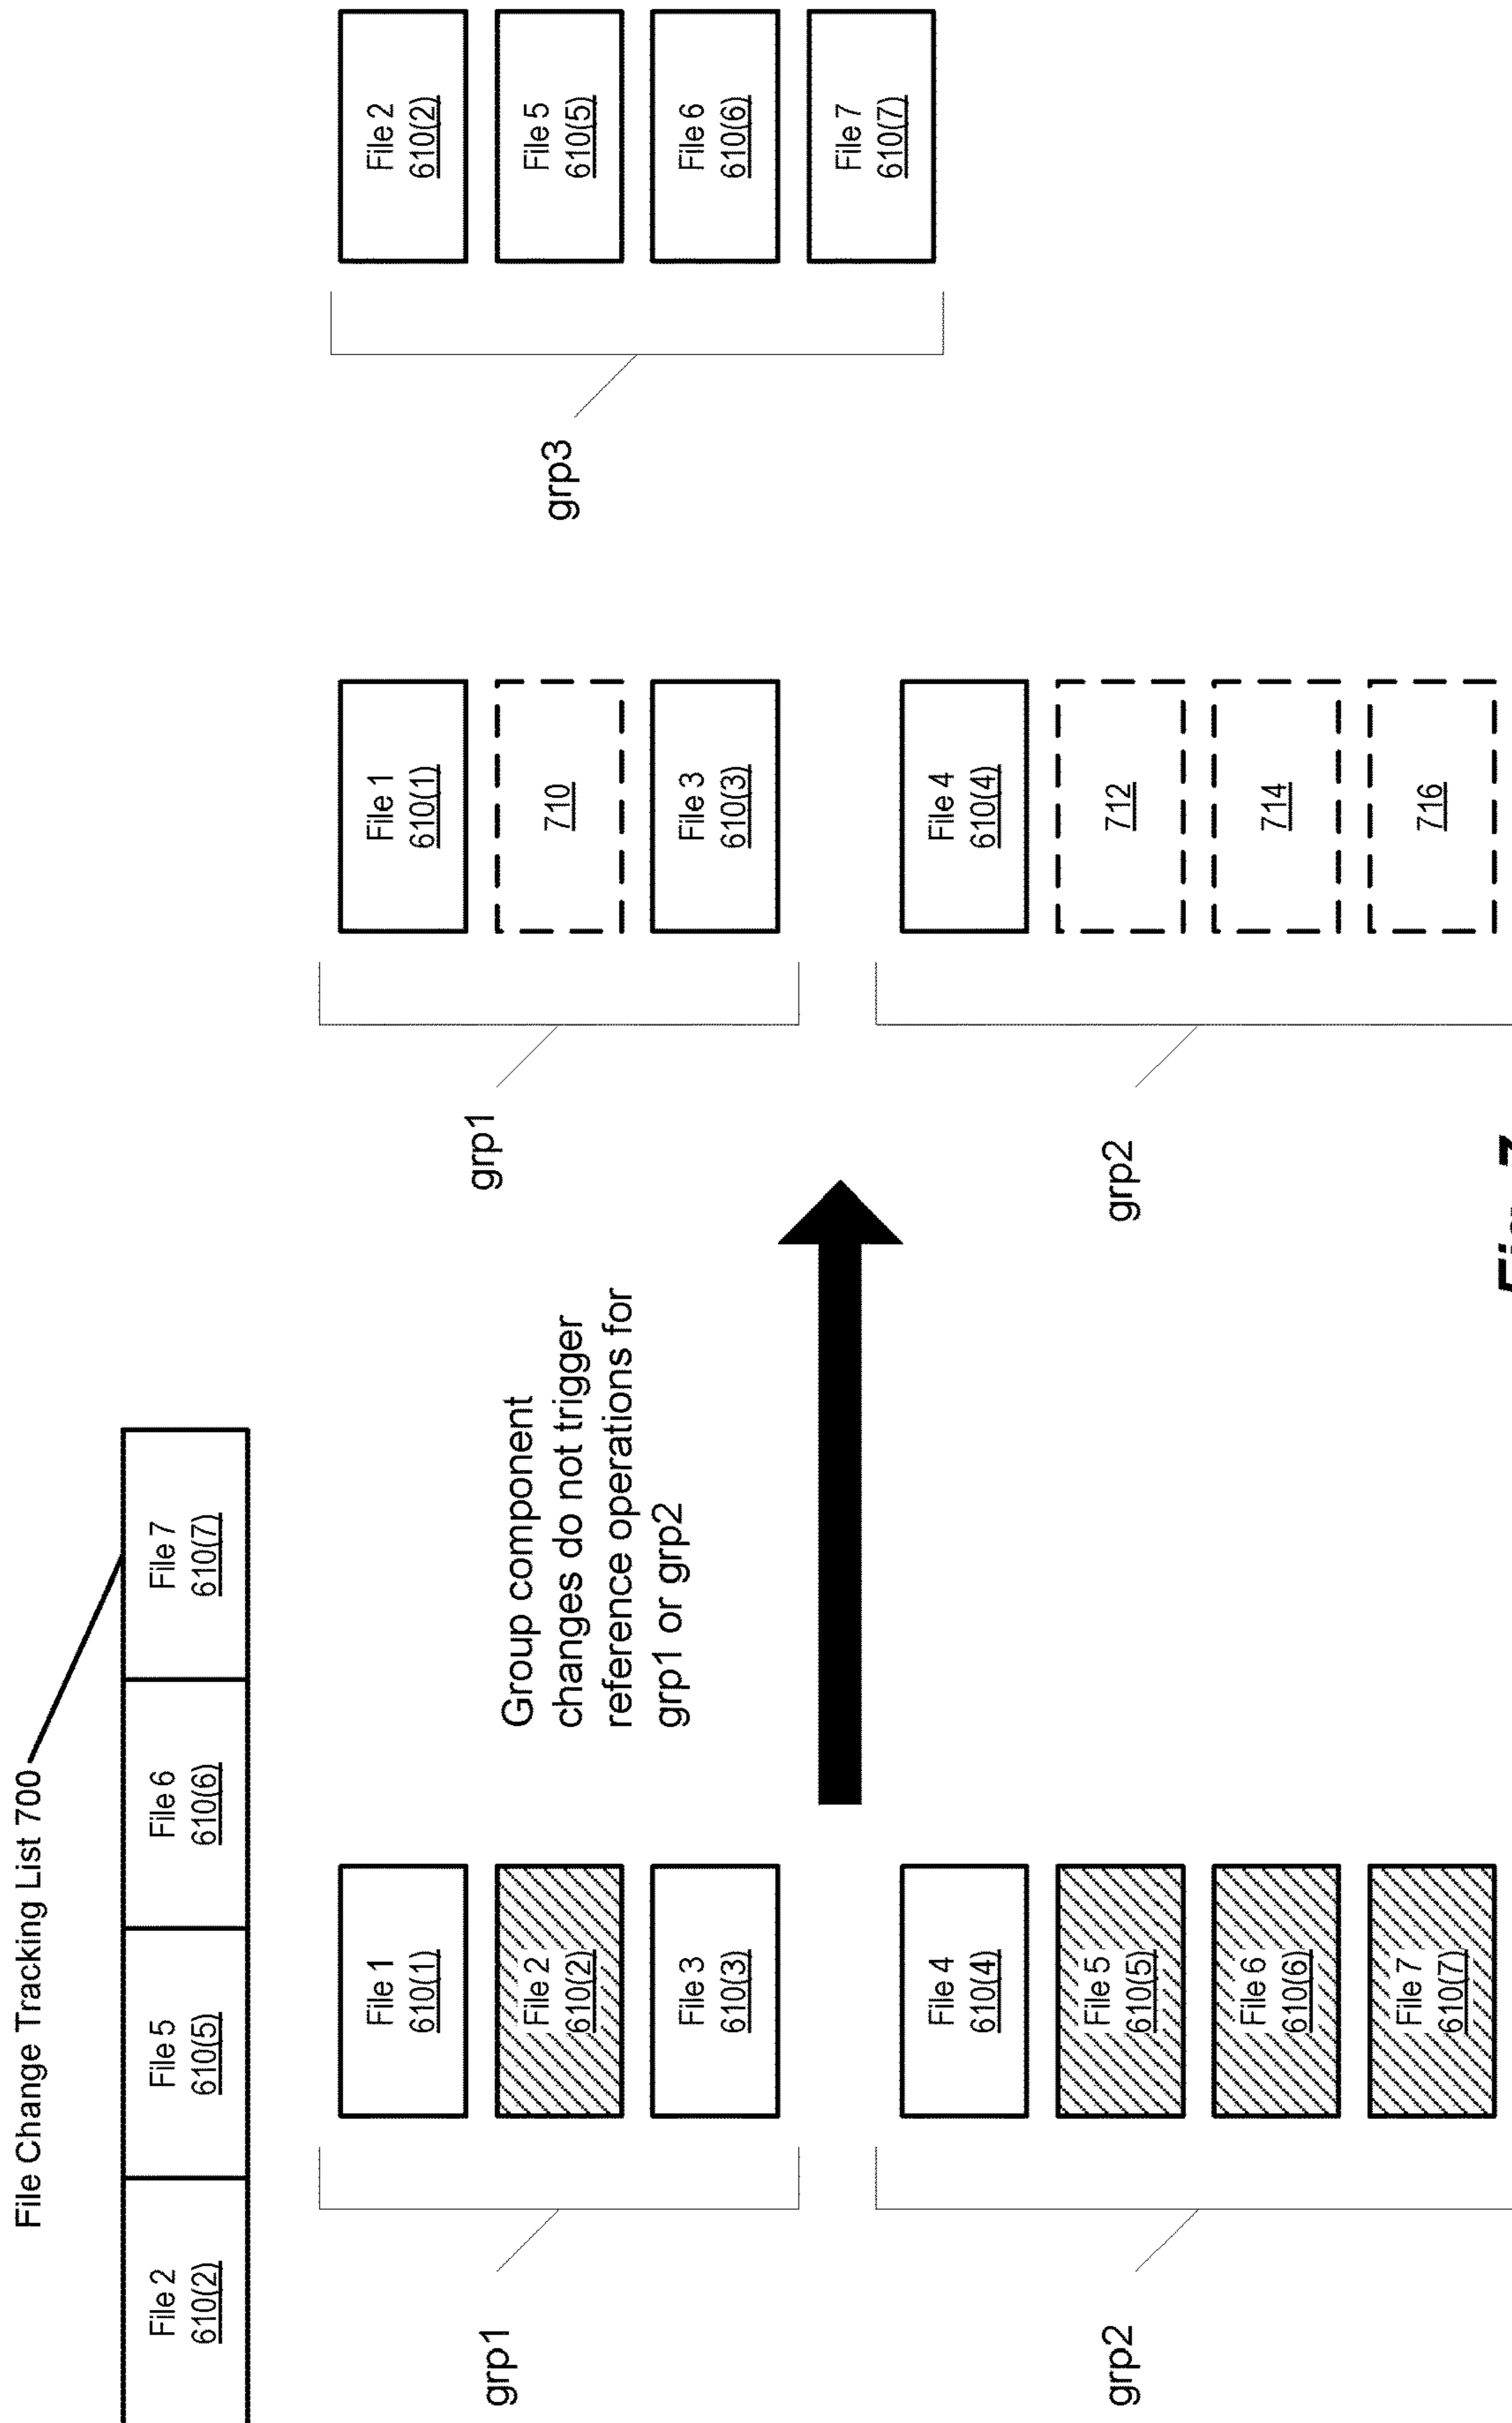 File Change Tracking List 700
File 2
610(2)
File 5
610(5)
File 6
610(6)
File 7
610(7)
grp1
File 1
610(1)
File 2
610(2)
File 3
610(3)
grp2
File 4
610(4)
File 5
610(5)
File 6
610(6)
File 7
610(7)
Group component
changes do not trigger
reference operations for
grp1 or grp2
grp1
File 1
610(1)
710
File 3
610(3)
grp2
File 4
610(4)
712
714
716
grp3
File 2
610(2)
File 5
610(5)
File 6
610(6)
File 7
610(7)